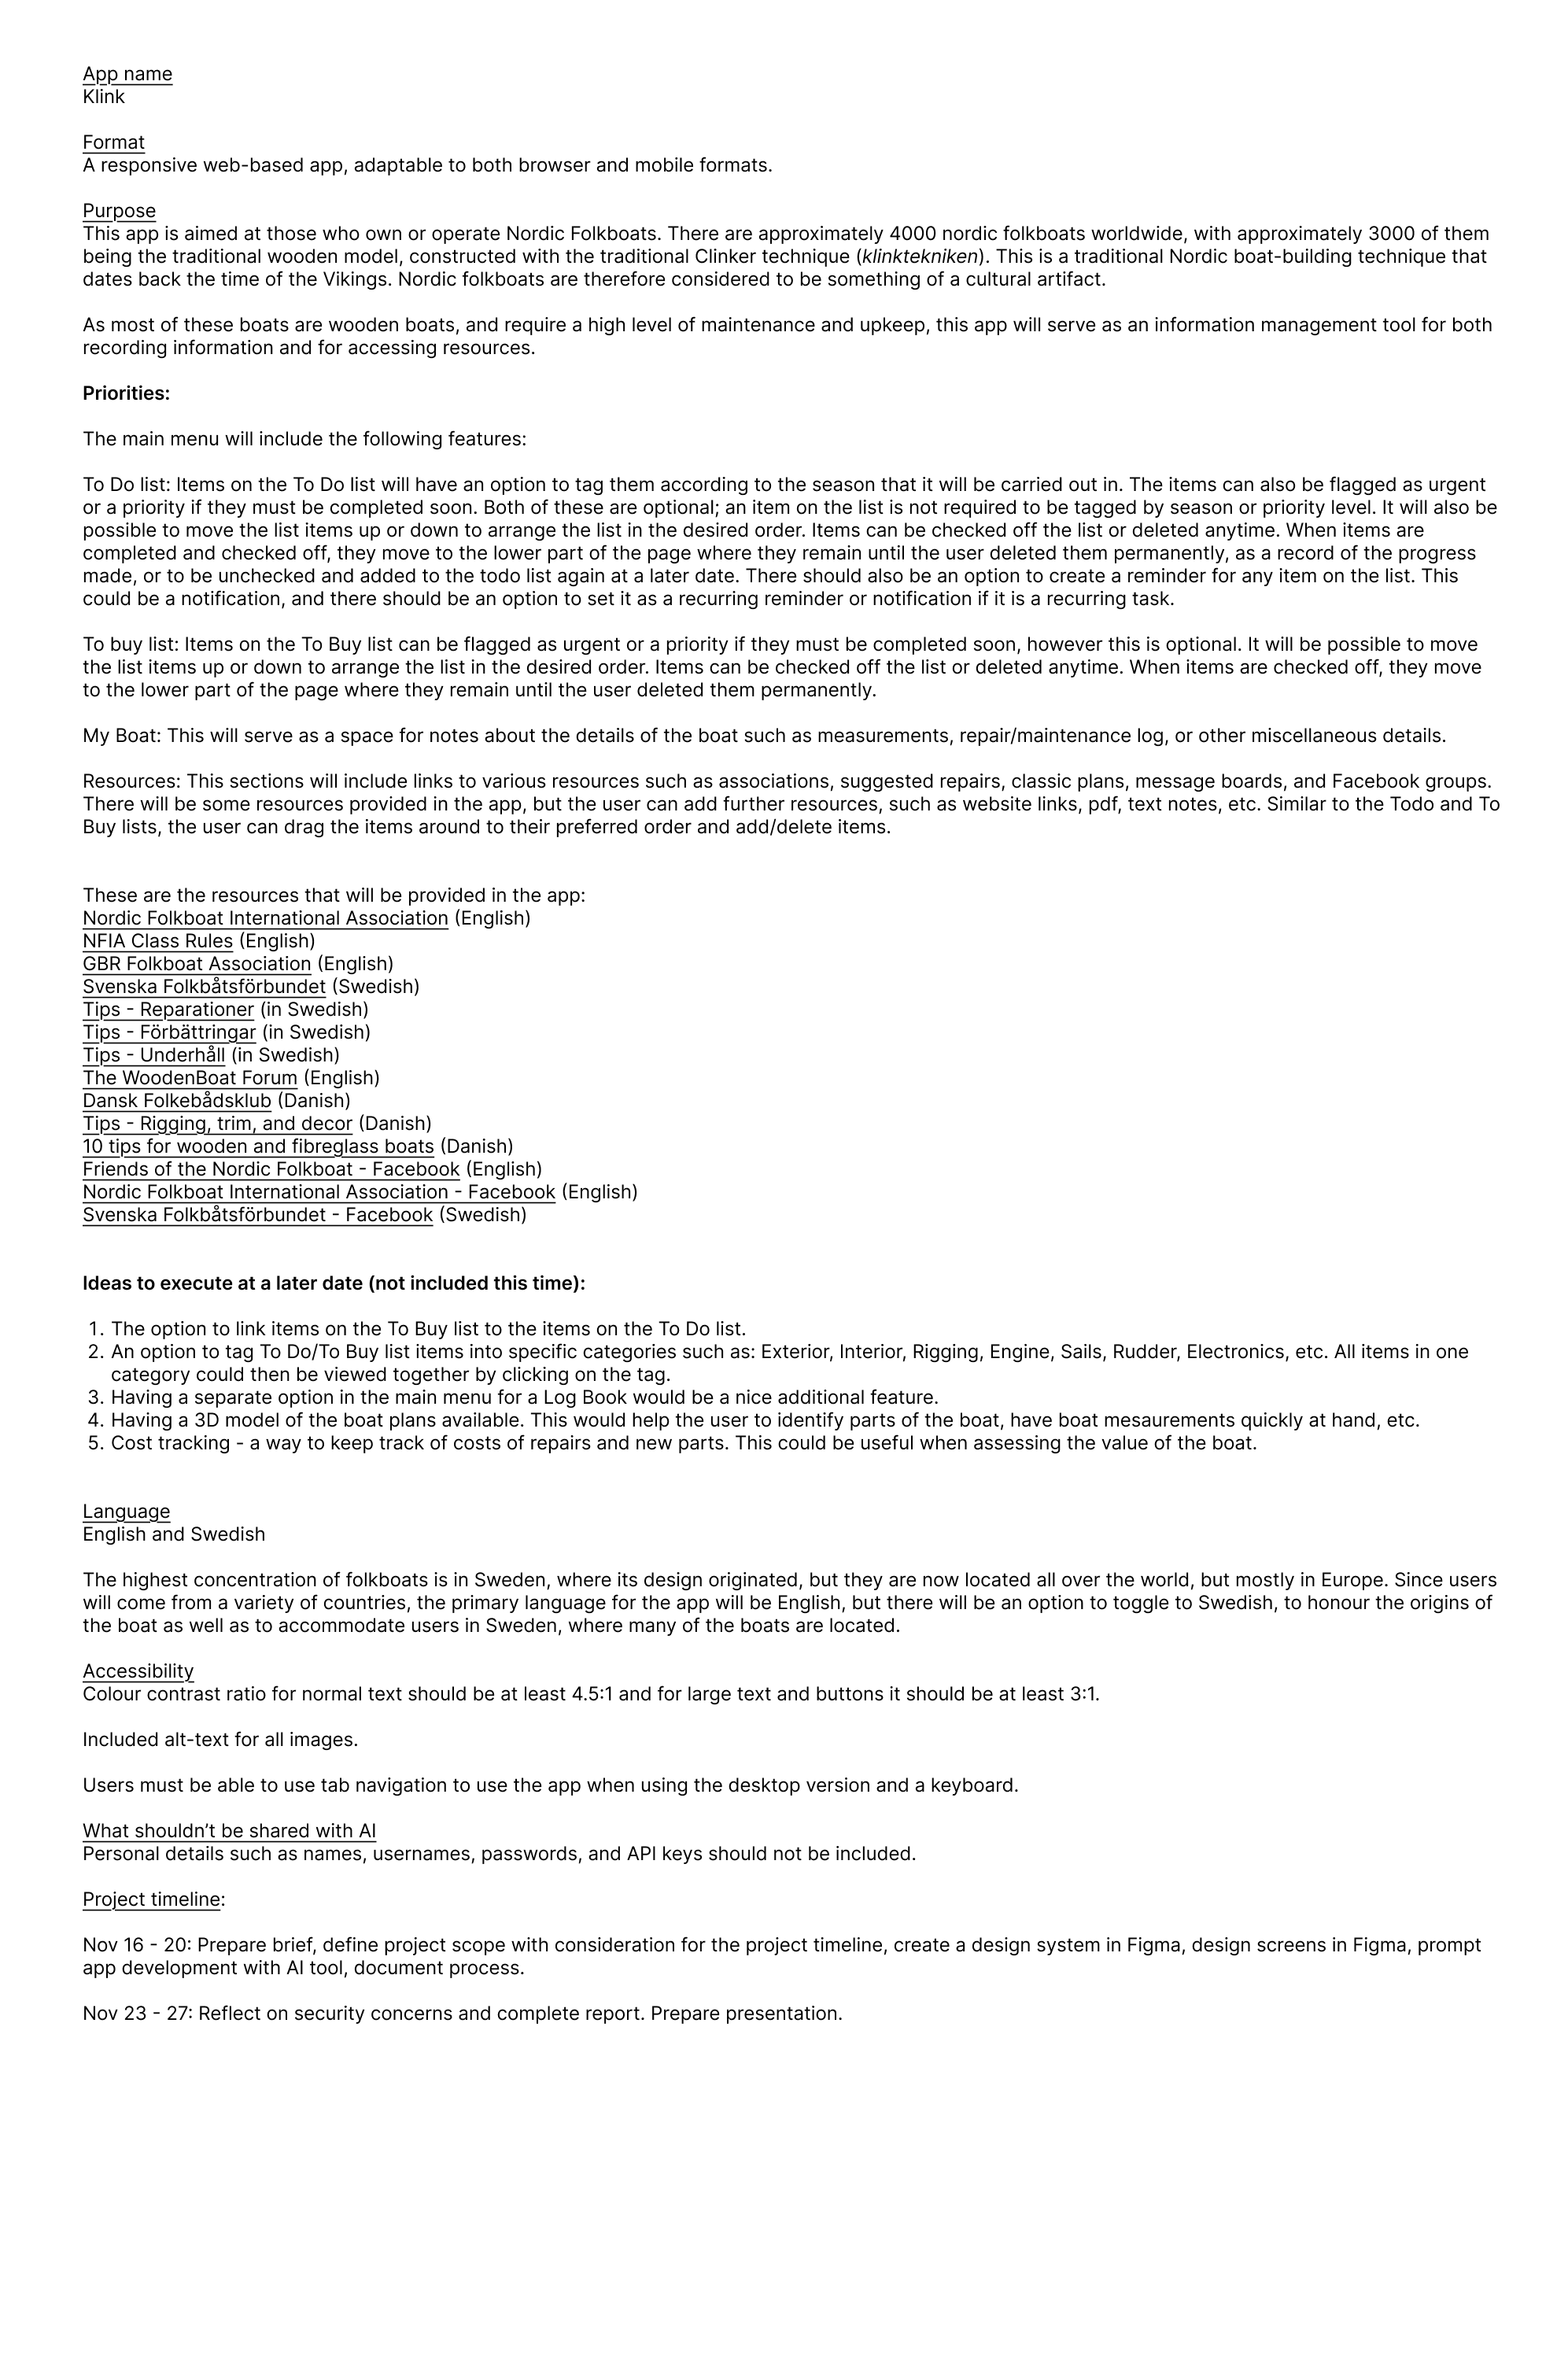 App name
Klink
Format
A responsive web-based app, adaptable to both browser and mobile formats.
Purpose
This app is aimed at those who own or operate Nordic Folkboats. There are approximately 4000 nordic folkboats worldwide, with approximately 3000 of them
being the traditional wooden model, constructed with the traditional Clinker technique (klinktekniken). This is a traditional Nordic boat-building technique that
dates back the time of the Vikings. Nordic folkboats are therefore considered to be something of a cultural artifact.
As most of these boats are wooden boats, and require a high level of maintenance and upkeep, this app will serve as an information management tool for both
recording information and for accessing resources.
Priorities:
The main menu will include the following features:
To Do list: Items on the To Do list will have an option to tag them according to the season that it will be carried out in. The items can also be flagged as urgent
or a priority if they must be completed soon. Both of these are optional; an item on the list is not required to be tagged by season or priority level. It will also be
possible to move the list items up or down to arrange the list in the desired order. Items can be checked off the list or deleted anytime. When items are
completed and checked off, they move to the lower part of the page where they remain until the user deleted them permanently, as a record of the progress
made, or to be unchecked and added to the todo list again at a later date. There should also be an option to create a reminder for any item on the list. This
could be a notification, and there should be an option to set it as a recurring reminder or notification if it is a recurring task.
To buy list: Items on the To Buy list can be flagged as urgent or a priority if they must be completed soon, however this is optional. It will be possible to move
the list items up or down to arrange the list in the desired order. Items can be checked off the list or deleted anytime. When items are checked off, they move
to the lower part of the page where they remain until the user deleted them permanently.
My Boat: This will serve as a space for notes about the details of the boat such as measurements, repair/maintenance log, or other miscellaneous details.
Resources: This sections will include links to various resources such as associations, suggested repairs, classic plans, message boards, and Facebook groups.
There will be some resources provided in the app, but the user can add further resources, such as website links, pdf, text notes, etc. Similar to the Todo and To
Buy lists, the user can drag the items around to their preferred order and add/delete items.
These are the resources that will be provided in the app:
Nordic Folkboat International Association (English)
NFIA Class Rules (English)
GBR Folkboat Association (English)
Svenska Folkbåtsförbundet (Swedish)
Tips - Reparationer (in Swedish)
Tips - Förbättringar (in Swedish)
Tips - Underhåll (in Swedish)
The WoodenBoat Forum (English)
Dansk Folkebådsklub (Danish)
Tips - Rigging, trim, and decor (Danish)
10 tips for wooden and fibreglass boats (Danish)
Friends of the Nordic Folkboat - Facebook (English)
Nordic Folkboat International Association - Facebook (English)
Svenska Folkbåtsförbundet - Facebook (Swedish)
Ideas to execute at a later date (not included this time):
1. The option to link items on the To Buy list to the items on the To Do list.
2. An option to tag To Do/To Buy list items into specific categories such as: Exterior, Interior, Rigging, Engine, Sails, Rudder, Electronics, etc. All items in one
category could then be viewed together by clicking on the tag.
3. Having a separate option in the main menu for a Log Book would be a nice additional feature.
4. Having a 3D model of the boat plans available. This would help the user to identify parts of the boat, have boat mesaurements quickly at hand, etc.
5. Cost tracking - a way to keep track of costs of repairs and new parts. This could be useful when assessing the value of the boat.
Language
English and Swedish
The highest concentration of folkboats is in Sweden, where its design originated, but they are now located all over the world, but mostly in Europe. Since users
will come from a variety of countries, the primary language for the app will be English, but there will be an option to toggle to Swedish, to honour the origins of
the boat as well as to accommodate users in Sweden, where many of the boats are located.
Accessibility
Colour contrast ratio for normal text should be at least 4.5:1 and for large text and buttons it should be at least 3:1.
Included alt-text for all images.
Users must be able to use tab navigation to use the app when using the desktop version and a keyboard.
What shouldn't be shared with AI
Personal details such as names, usernames, passwords, and API keys should not be included.
Project timeline:
Nov 16 - 20: Prepare brief, define project scope with consideration for the project timeline, create a design system in Figma, design screens in Figma, prompt
app development with AI tool, document process.
Nov 23 - 27: Reflect on security concerns and complete report. Prepare presentation.